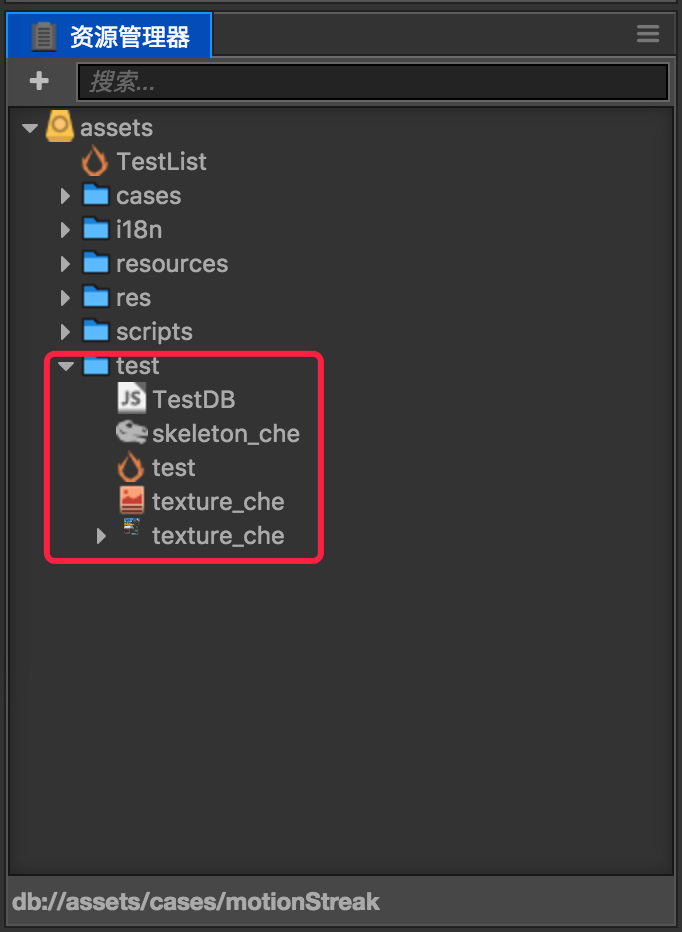 资源管理器
搜索...
assets
TestList
cases
i18n
resources
res
scripts
test
JS TestDB
skeleton_che
test
texture_che
texture_che
db://assets/cases/motionStreak